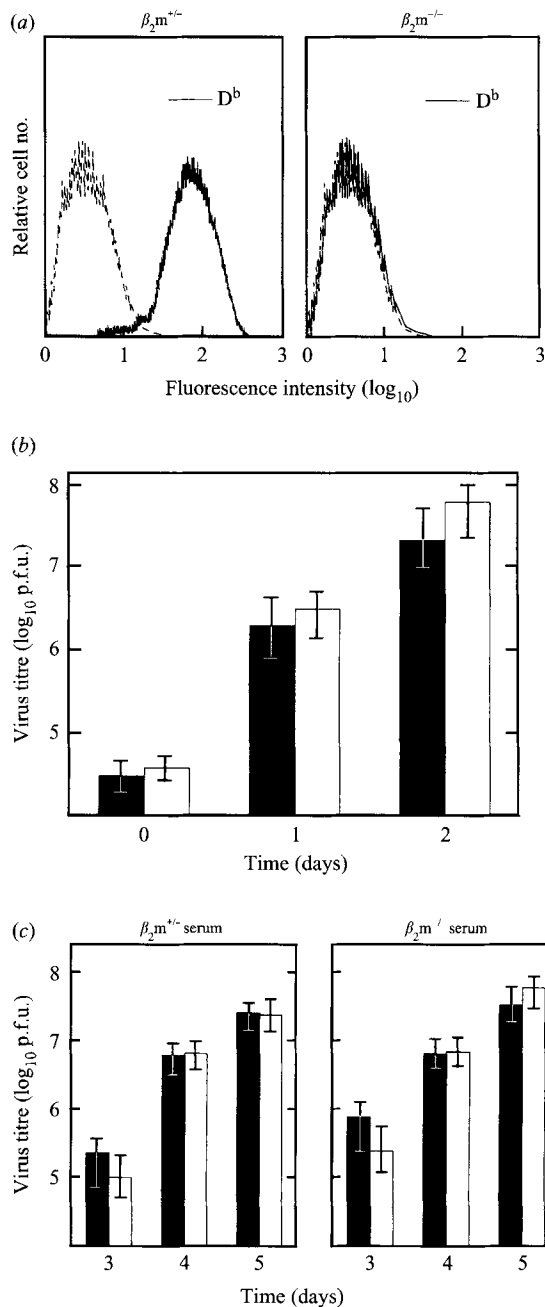 (a)
β₂m⁺/⁻
β₂m⁻/⁻
Relative cell no.
Dᵇ
Dᵇ
0 1 2 3 0 1 2 3
Fluorescence intensity (log₁₀)
(b)
Virus titre (log₁₀ p.f.u.)
8
7
6
5
0 1 2
Time (days)
(c)
β₂m⁺/⁻ serum
β₂m⁻/ serum
Virus titre (log₁₀ p.f.u.)
8
7
6
5
3 4 5 3 4 5
Time (days)